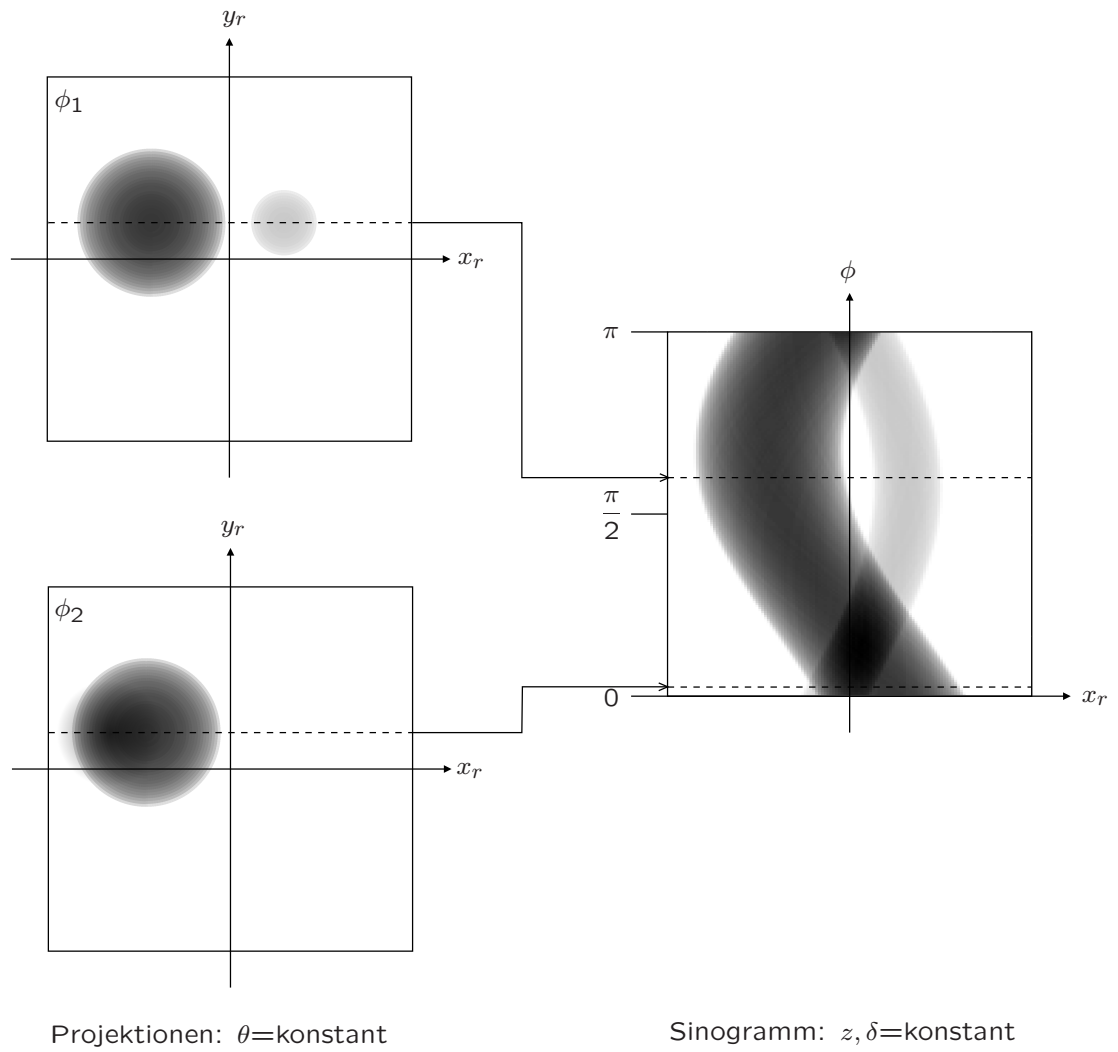 y_r
ϕ_1
x_r
y_r
ϕ_2
x_r
Projektionen: θ=konstant
ϕ
π
π/2
0
x_r
Sinogramm: z, δ=konstant